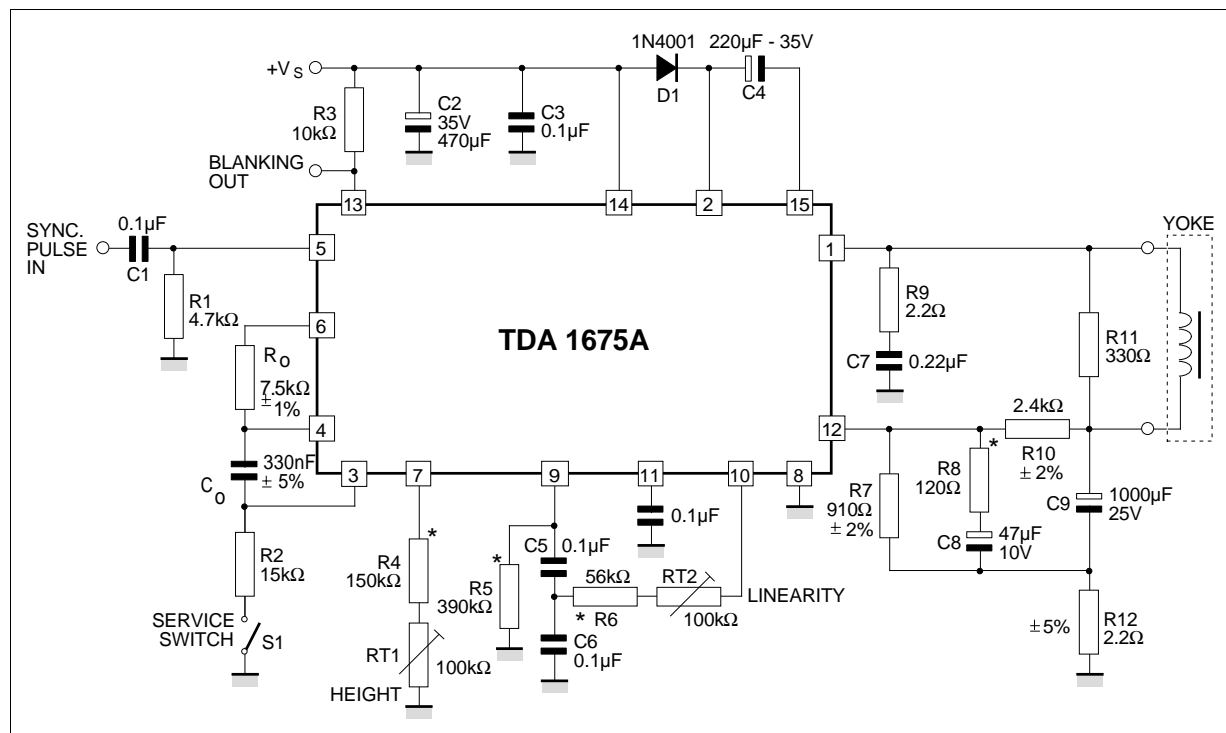 1N4001
220µF - 35V
+VS
D1
C4
R3
10kΩ
C2
35V
470µF
C3
0.1µF
BLANKING
OUT
13
14
2
15
SYNC.
PULSE
IN
0.1µF
C1
5
1
YOKE
R1
4.7kΩ
6
TDA 1675A
R9
2.2Ω
C7
0.22µF
R11
330Ω
RO
7.5kΩ
±1%
4
12
2.4kΩ
R10
±2%
330nF
±5%
CO
3
7
9
11
10
8
R7
910Ω
±2%
*
R8
120Ω
C9
1000µF
25V
C8
47µF
10V
0.1µF
R2
15kΩ
*
R4
150kΩ
*
R5
390kΩ
C5
0.1µF
56kΩ
* R6
RT2
100kΩ
LINEARITY
SERVICE
SWITCH
S1
RT1
100kΩ
HEIGHT
C6
0.1µF
±5%
R12
2.2Ω